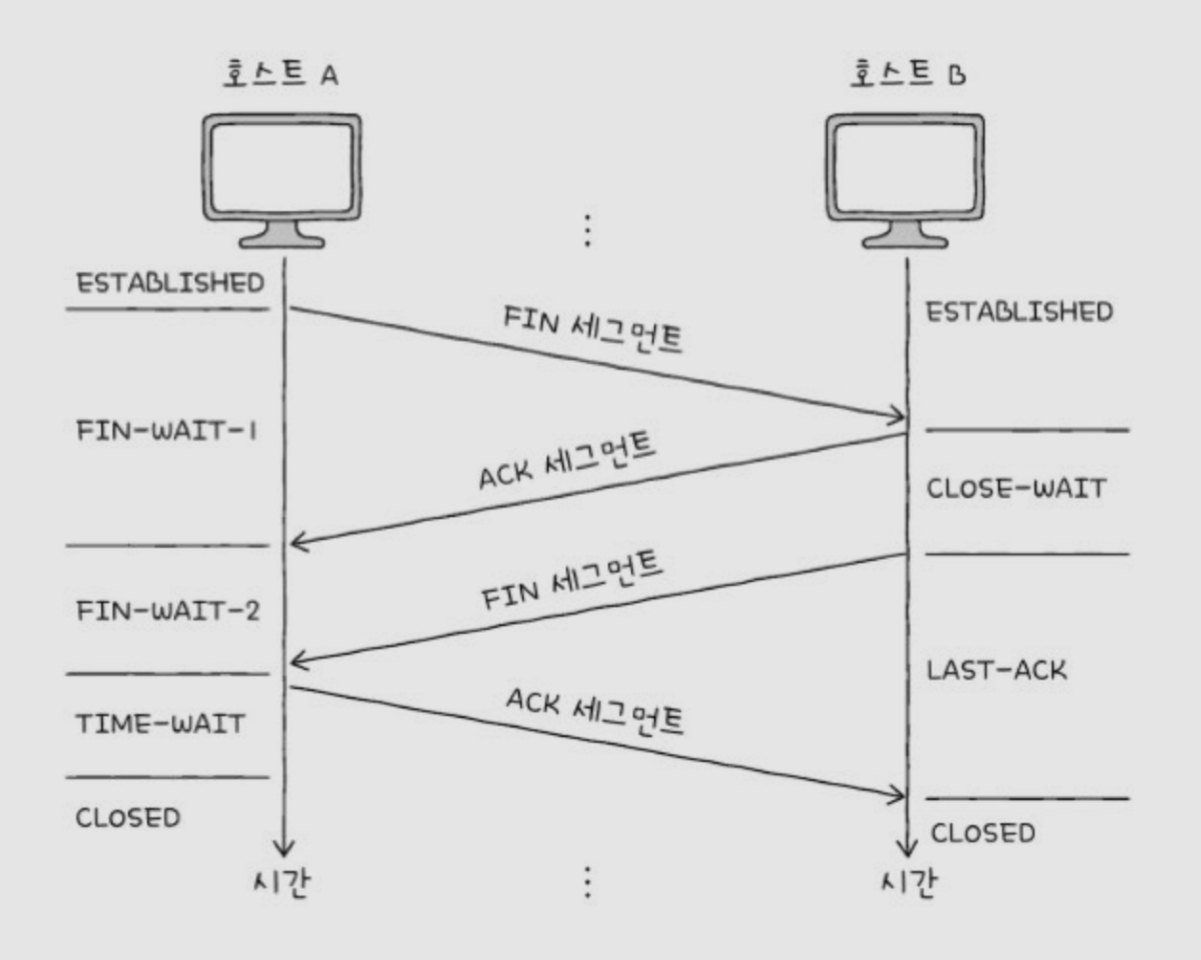 호스트 A
호스트 B
⋮
ESTABLISHED
ESTABLISHED
FIN 세그먼트
FIN-WAIT-1
ACK 세그먼트
CLOSE-WAIT
FIN 세그먼트
FIN-WAIT-2
LAST-ACK
ACK 세그먼트
TIME-WAIT
CLOSED
CLOSED
시간
⋮
시간